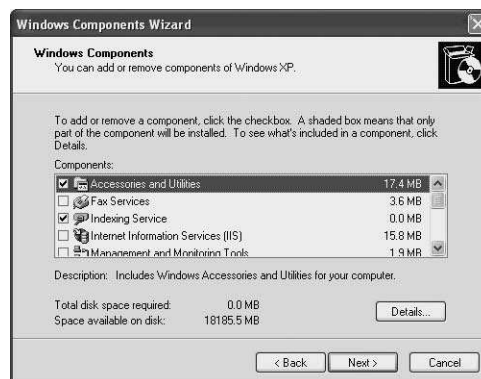 Windows Components Wizard
Windows Components
You can add or remove components of Windows XP.
To add or remove a component, click the checkbox. A shaded box means that only
part of the component will be installed. To see what's included in a component, click
Details.
Components:
Accessories and Utilities 17.4 MB
Fax Services 3.6 MB
Indexing Service 0.0 MB
Internet Information Services (IIS) 15.8 MB
Management and Monitoring Tools 1.9 MB
Description: Includes Windows Accessories and Utilities for your computer.
Total disk space required: 0.0 MB
Space available on disk: 18185.5 MB
Details...
< Back Next > Cancel